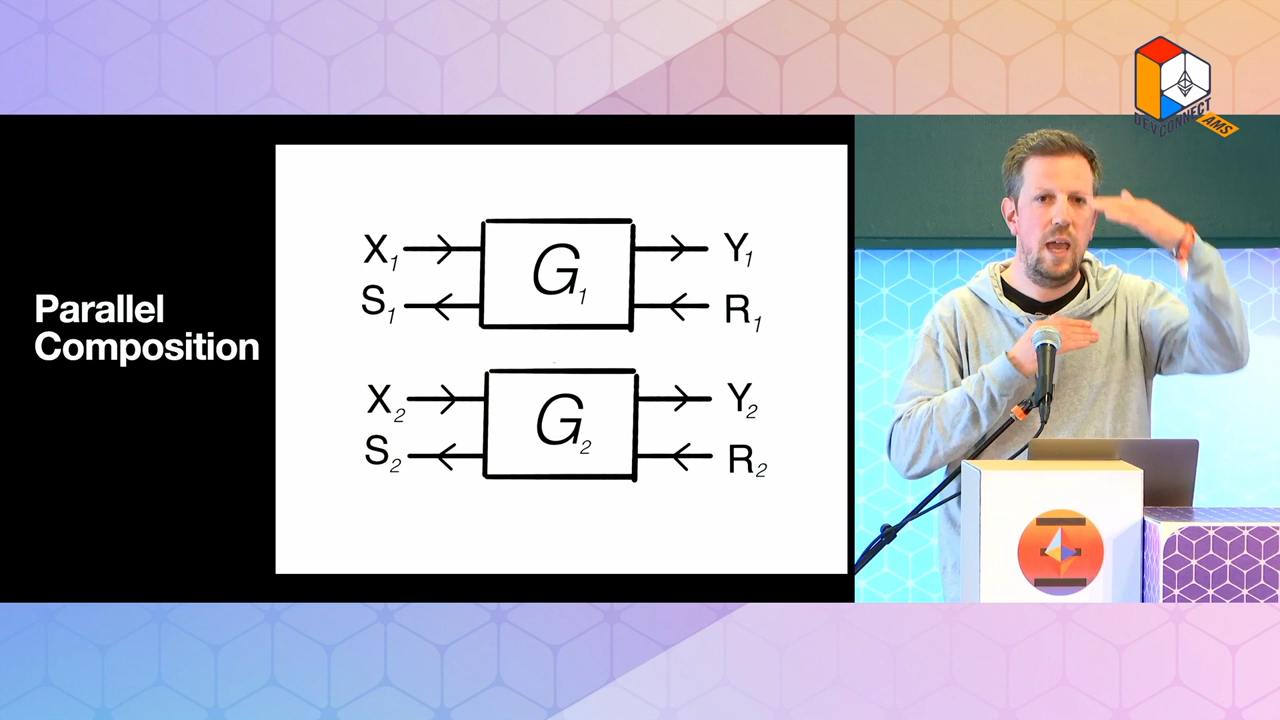 DEVCONNECT
AMS
Parallel
Composition
X1
G1
Y1
S1
R1
X2
G2
Y2
S2
R2